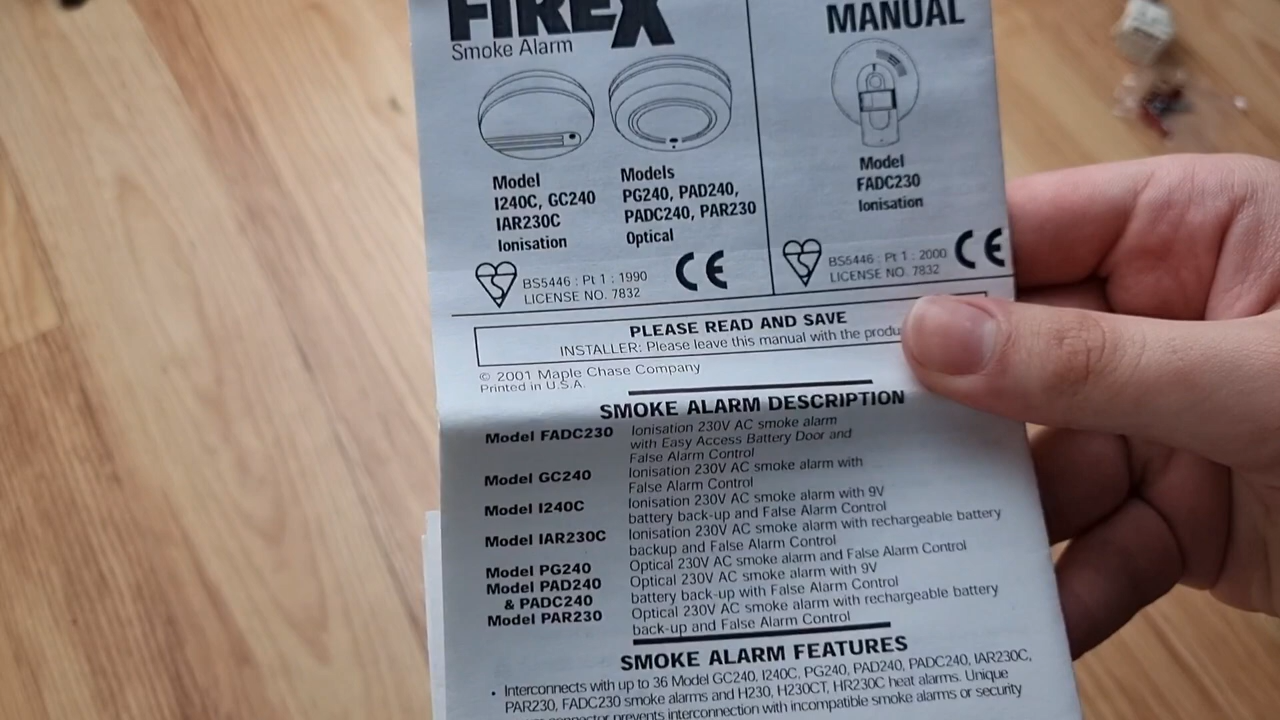 FIREX
Smoke Alarm
Model
I240C, GC240
IAR230C
Ionisation
Models
PG240, PAD240,
PADC240, PAR230
Optical
BS5446 : Pt 1 : 1990
LICENSE NO. 7832
CE
MANUAL
Model
FADC230
Ionisation
BS5446 : Pt 1 : 2000
LICENSE NO. 7832
CE
PLEASE READ AND SAVE
INSTALLER: Please leave this manual with the
© 2001 Maple Chase Company
Printed in U.S.A.
SMOKE ALARM DESCRIPTION
Model FADC230 Ionisation 230V AC smoke alarm
with Easy Access Battery Door and
False Alarm Control
Model GC240 Ionisation 230V AC smoke alarm with
False Alarm Control
Model I240C Ionisation 230V AC smoke alarm with 9V
battery back-up and False Alarm Control
Model IAR230C Ionisation 230V AC smoke alarm with rechargeable battery
backup and False Alarm Control
Model PG240 Optical 230V AC smoke alarm and False Alarm Control
Model PAD240 Optical 230V AC smoke alarm with 9V
& PADC240 battery back-up with False Alarm Control
Model PAR230 Optical 230V AC smoke alarm with rechargeable battery
back-up and False Alarm Control
SMOKE ALARM FEATURES
• Interconnects with up to 36 Model GC240, I240C, PG240, PAD240, PADC240, IAR230C,
PAR230, FADC230 smoke alarms and H230, H230CT, HR230C heat alarms. Unique
connector prevents interconnection with incompatible smoke alarms or security